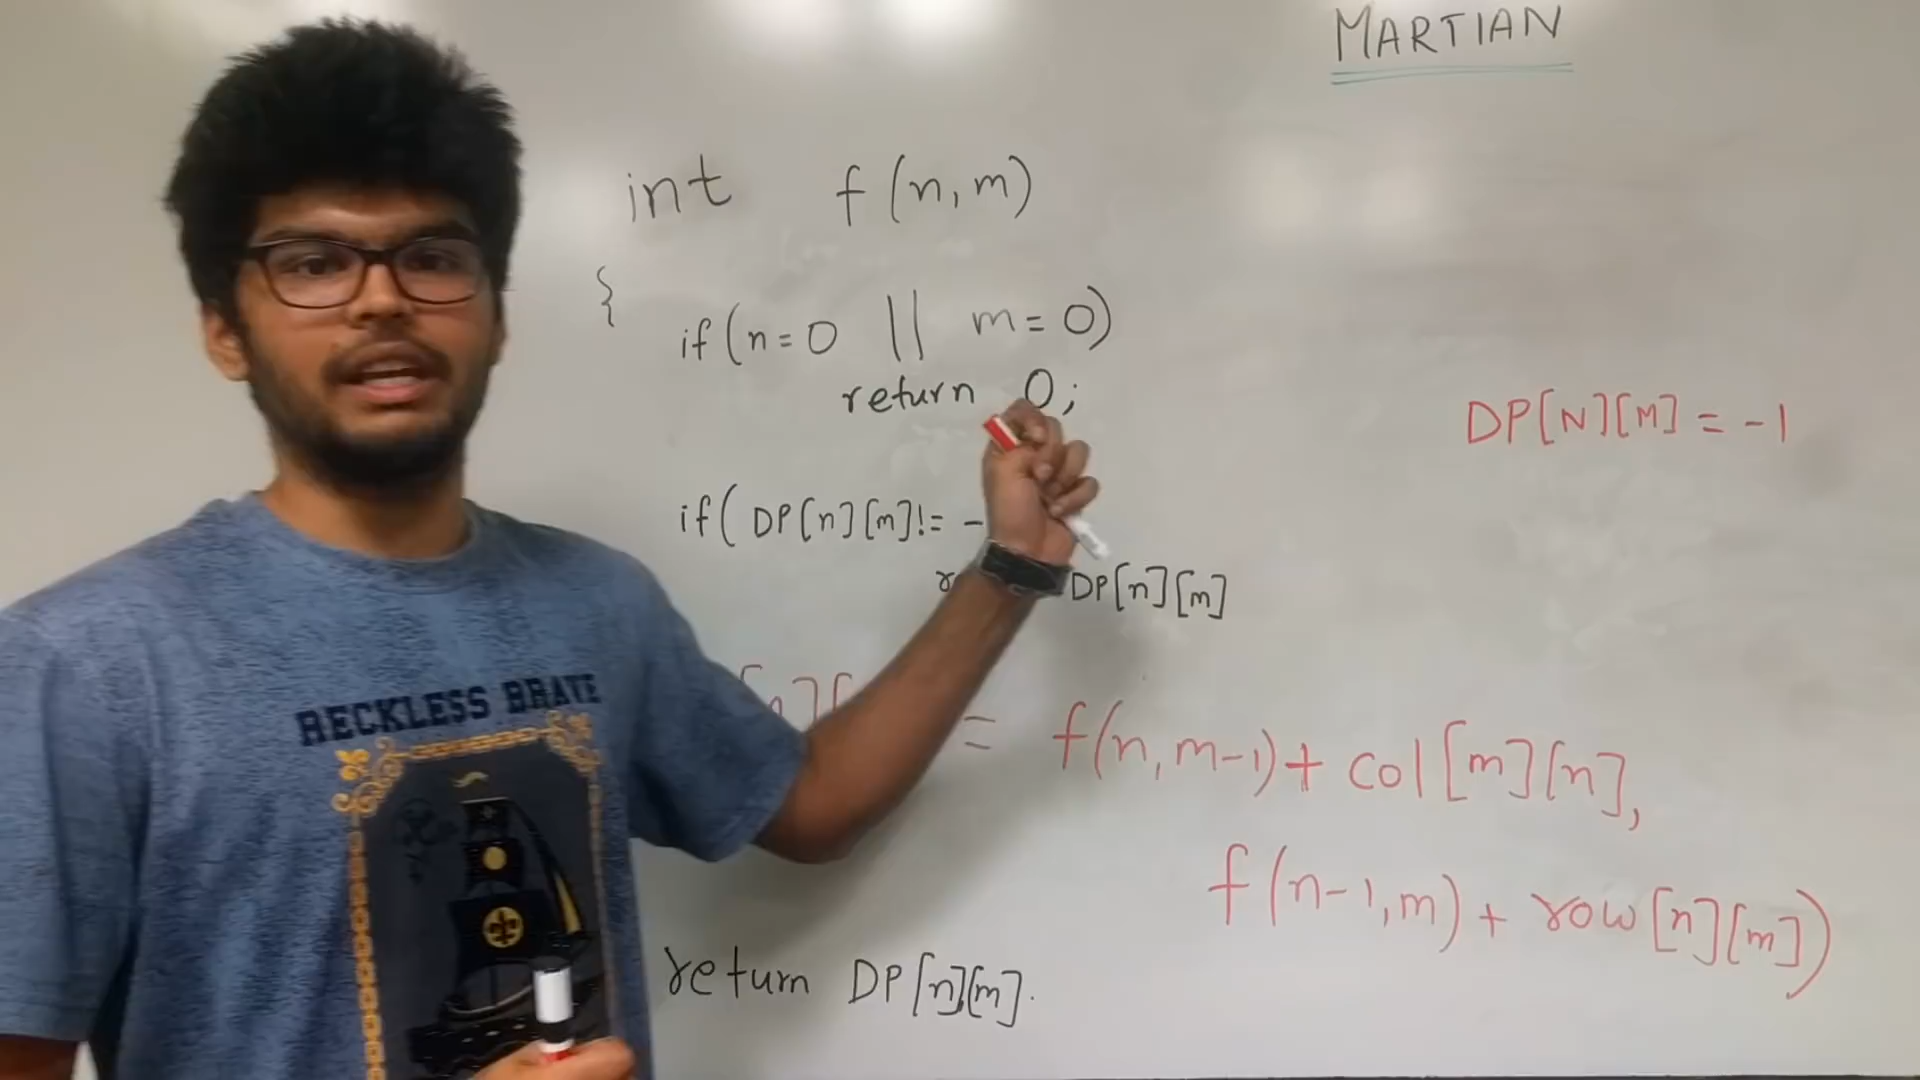 MARTIAN
int f(n,m)
{
if(n=0 || m=0)
return 0;
DP[N][M] = -1
if(DP[n][m]!= -
DP[n][m]
= f(n,m-1)+col[m][n],
f(n-1,m)+row[n][m])
return DP[n][m].
RECKLESS BRAVE